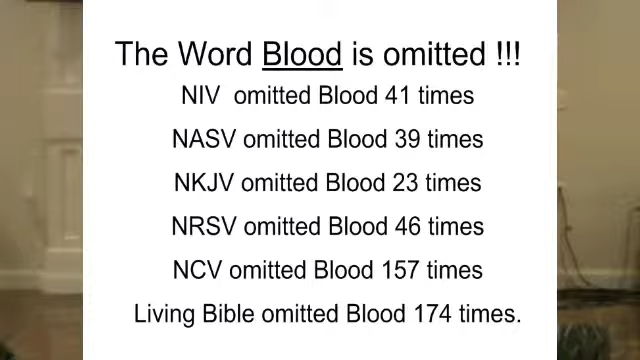 The Word Blood is omitted !!!
NIV omitted Blood 41 times
NASV omitted Blood 39 times
NKJV omitted Blood 23 times
NRSV omitted Blood 46 times
NCV omitted Blood 157 times
Living Bible omitted Blood 174 times.